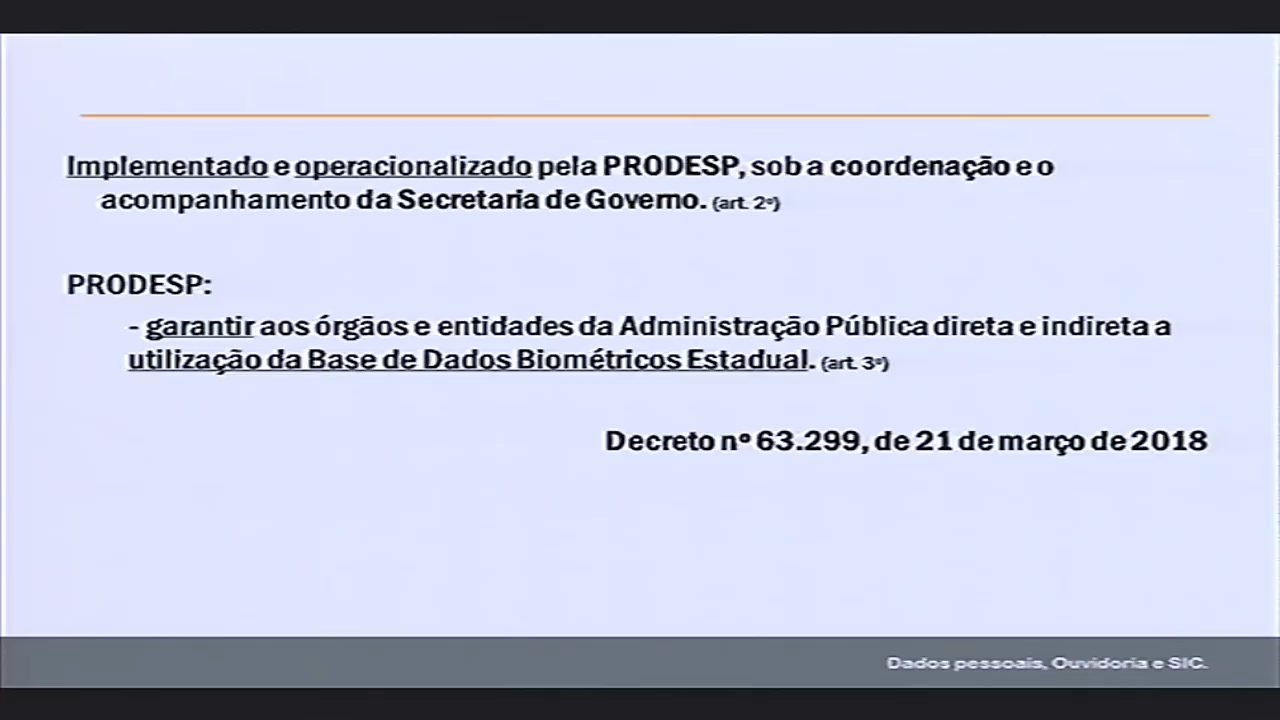 Implementado e operacionalizado pela PRODESP, sob a coordenação e o
acompanhamento da Secretaria de Governo. (art. 2º)
PRODESP:
- garantir aos órgãos e entidades da Administração Pública direta e indireta a
utilização da Base de Dados Biométricos Estadual. (art. 3º)
Decreto nº 63.299, de 21 de março de 2018
Dados pessoais, Ouvidoria e SIC.